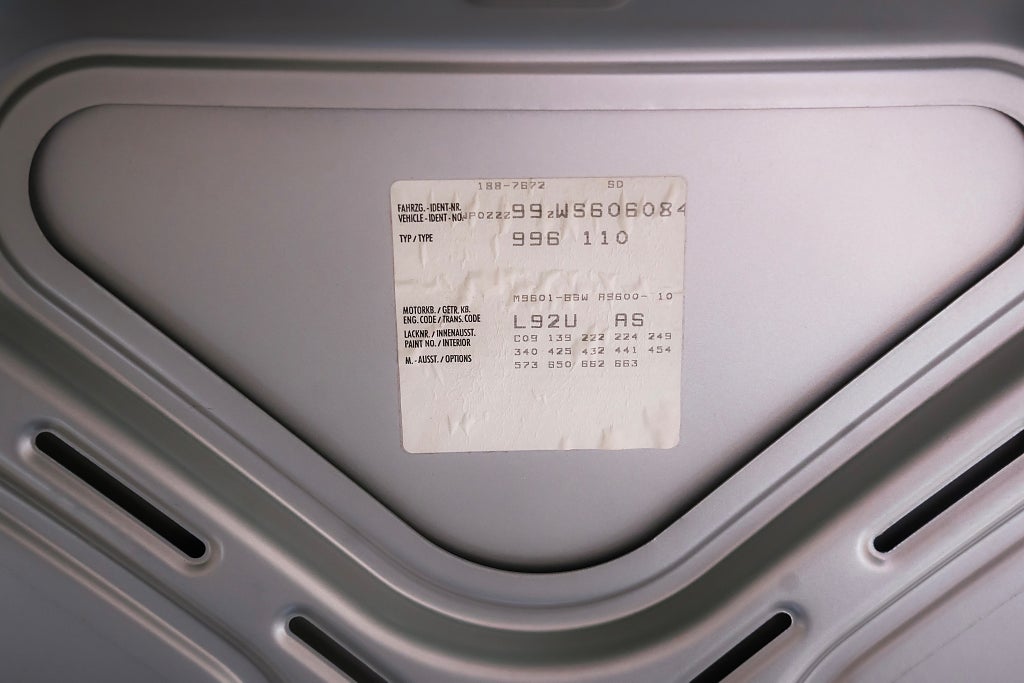 188-7672 SD
FAHRZG.-IDENT-NR.
VEHICLE-IDENT-NO. WP0ZZZ99ZWS606084
TYP/TYPE 996 110
M9601-6SW A9600- 10
MOTORKB./GETR.KB.
ENG.CODE/TRANS.CODE L92U AS
LACKNR./INNENAUSST.
PAINT NO./INTERIOR C09 139 222 224 249
340 425 432 441 454
M.-AUSST./OPTIONS 573 650 662 663